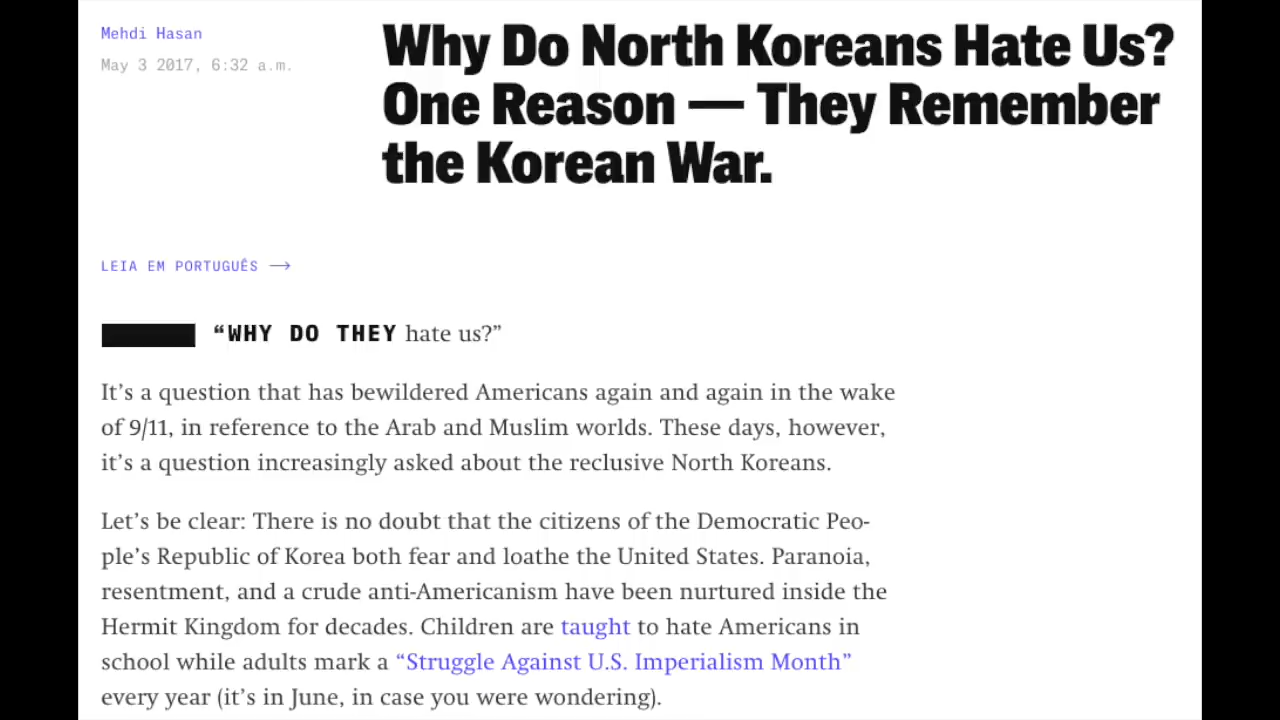 Mehdi Hasan
May 3 2017, 6:32 a.m.
Why Do North Koreans Hate Us?
One Reason — They Remember
the Korean War.
LEIA EM PORTUGUÊS ⟶
“WHY DO THEY hate us?”
It’s a question that has bewildered Americans again and again in the wake
of 9/11, in reference to the Arab and Muslim worlds. These days, however,
it’s a question increasingly asked about the reclusive North Koreans.
Let’s be clear: There is no doubt that the citizens of the Democratic Peo-
ple’s Republic of Korea both fear and loathe the United States. Paranoia,
resentment, and a crude anti-Americanism have been nurtured inside the
Hermit Kingdom for decades. Children are taught to hate Americans in
school while adults mark a “Struggle Against U.S. Imperialism Month”
every year (it’s in June, in case you were wondering).